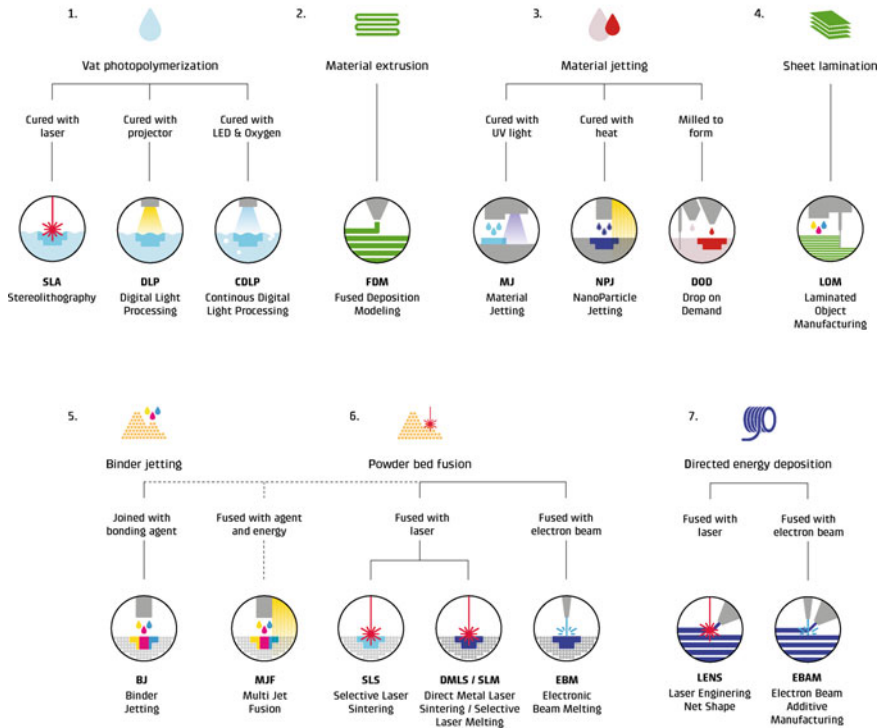 1.
Vat photopolymerization
Cured with
laser
Cured with
projector
Cured with
LED & Oxygen
SLA
Stereolithography
DLP
Digital Light
Processing
CDLP
Continous Digital
Light Processing
2.
Material extrusion
FDM
Fused Deposition
Modeling
3.
Material jetting
Cured with
UV light
Cured with
heat
Milled to
form
MJ
Material
Jetting
NPJ
NanoParticle
Jetting
DOD
Drop on
Demand
4.
Sheet lamination
LOM
Laminated
Object
Manufacturing
5.
Binder jetting
Joined with
bonding agent
Fused with agent
and energy
BJ
Binder
Jetting
MJF
Multi Jet
Fusion
6.
Powder bed fusion
Fused with
laser
Fused with
electron beam
SLS
Selective Laser
Sintering
DMLS / SLM
Direct Metal Laser
Sintering / Selective
Laser Melting
EBM
Electronic
Beam Melting
7.
Directed energy deposition
Fused with
laser
Fused with
electron beam
LENS
Laser Enginering
Net Shape
EBAM
Electron Beam
Additive
Manufacturing